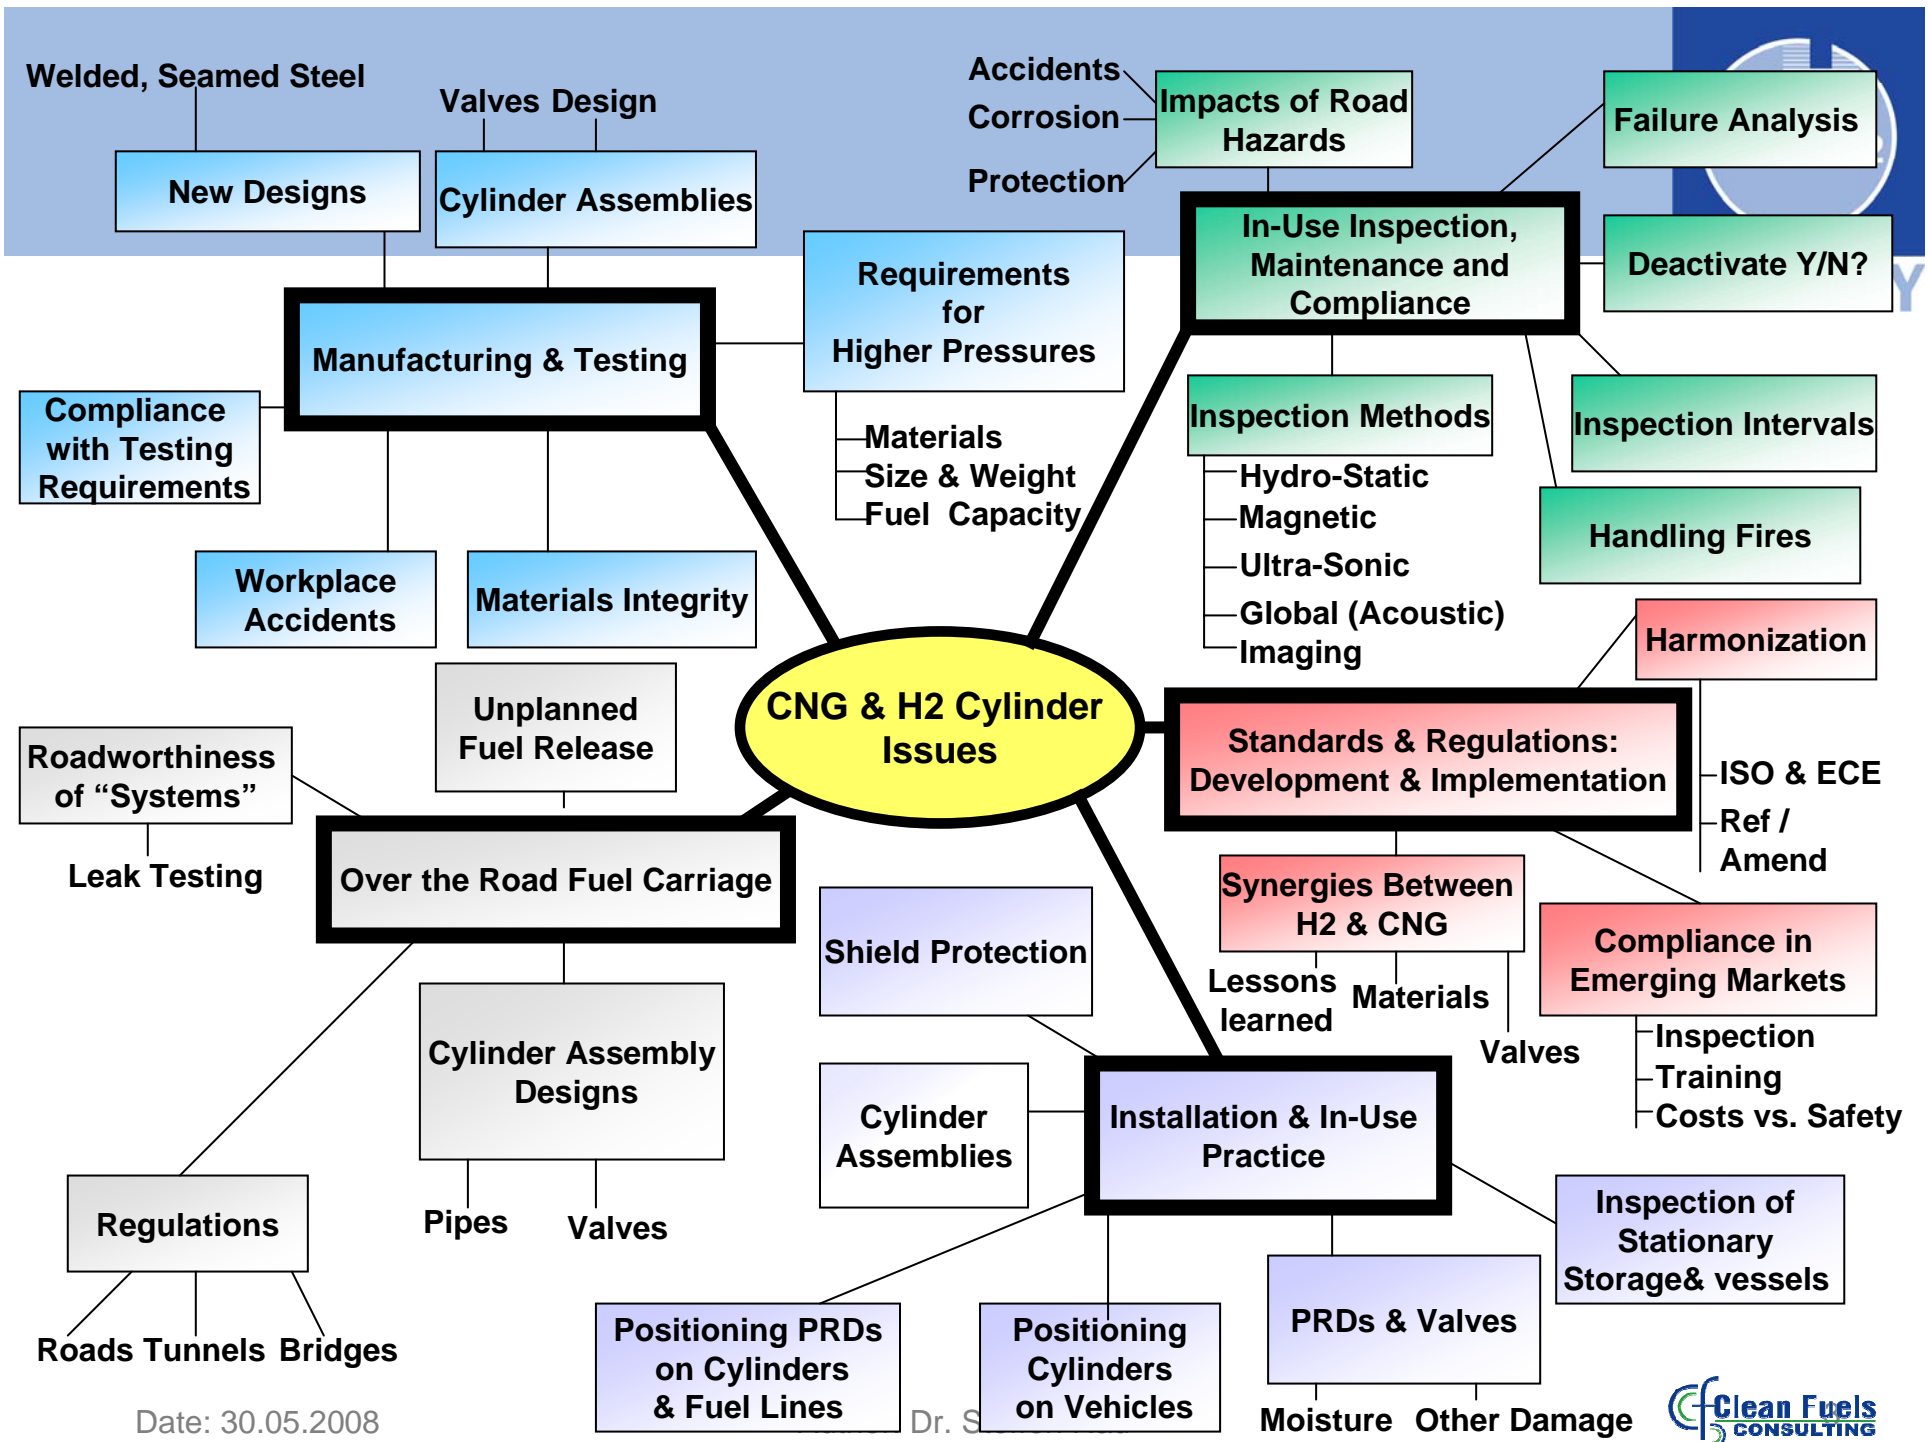 Welded, Seamed Steel
Valves Design
New Designs
Cylinder Assemblies
Manufacturing & Testing
Requirements
for
Higher Pressures
Materials
Size & Weight
Fuel Capacity
Compliance
with Testing
Requirements
Workplace
Accidents
Materials Integrity
Accidents
Corrosion
Protection
Impacts of Road
Hazards
Failure Analysis
In-Use Inspection,
Maintenance and
Compliance
Deactivate Y/N?
Y
Inspection Methods
Hydro-Static
Magnetic
Ultra-Sonic
Global (Acoustic)
Imaging
Inspection Intervals
Handling Fires
CNG & H2 Cylinder
Issues
Harmonization
ISO & ECE
Ref /
Amend
Standards & Regulations:
Development & Implementation
Synergies Between
H2 & CNG
Lessons
learned
Materials
Valves
Compliance in
Emerging Markets
Inspection
Training
Costs vs. Safety
Unplanned
Fuel Release
Roadworthiness
of “Systems”
Leak Testing
Over the Road Fuel Carriage
Cylinder Assembly
Designs
Pipes
Valves
Regulations
Roads Tunnels Bridges
Shield Protection
Cylinder
Assemblies
Installation & In-Use
Practice
Inspection of
Stationary
Storage& vessels
Positioning PRDs
on Cylinders
& Fuel Lines
Positioning
Cylinders
on Vehicles
PRDs & Valves
Moisture
Other Damage
Date: 30.05.2008
Dr.
Clean Fuels
CONSULTING